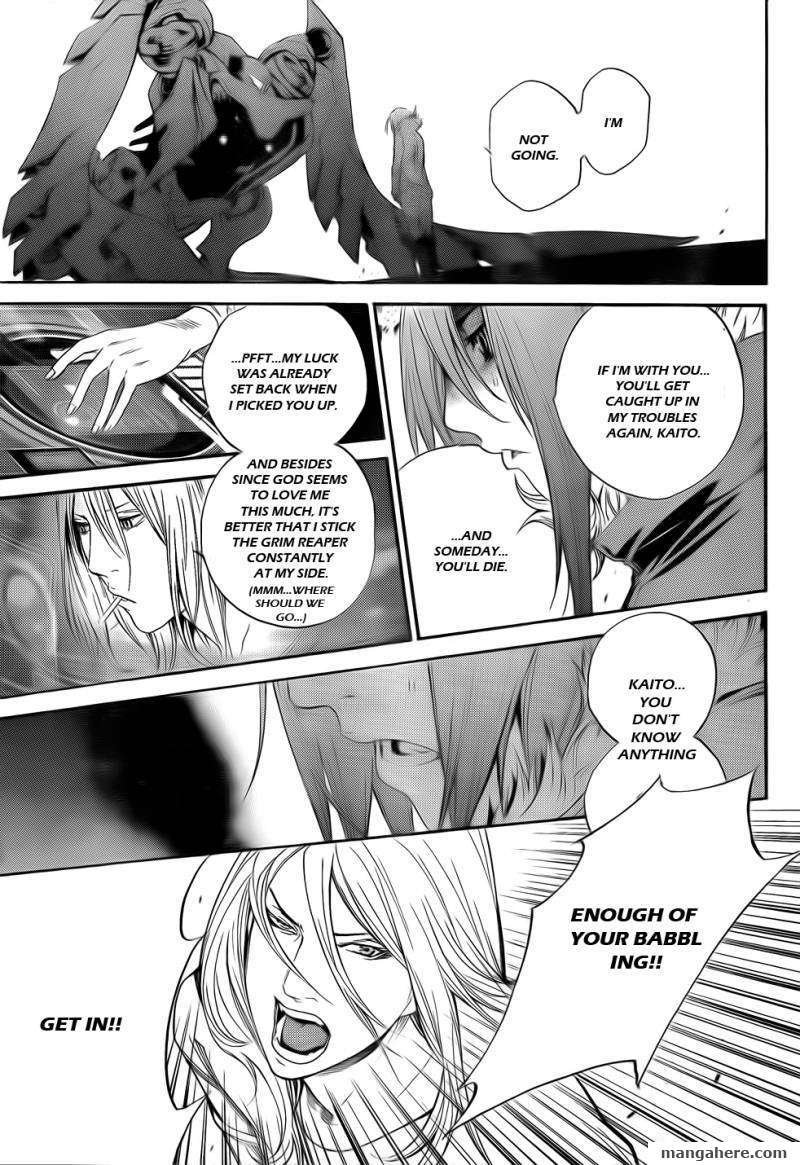 I'M
NOT
GOING.
IF I'M WITH YOU...
YOU'LL GET
CAUGHT UP IN
MY TROUBLES
AGAIN, KAITO.
...AND
SOMEDAY...
YOU'LL DIE.
...PFFT...MY LUCK
WAS ALREADY
SET BACK WHEN
I PICKED YOU UP.
AND BESIDES
SINCE GOD SEEMS
TO LOVE ME
THIS MUCH, IT'S
BETTER THAT I STICK
THE GRIM REAPER
CONSTANTLY
AT MY SIDE.
(MMM...WHERE
SHOULD WE
GO...)
KAITO...
YOU
DON'T
KNOW
ANYTHING
ENOUGH OF
YOUR BABBL
ING!!
GET IN!!
mangahere.com